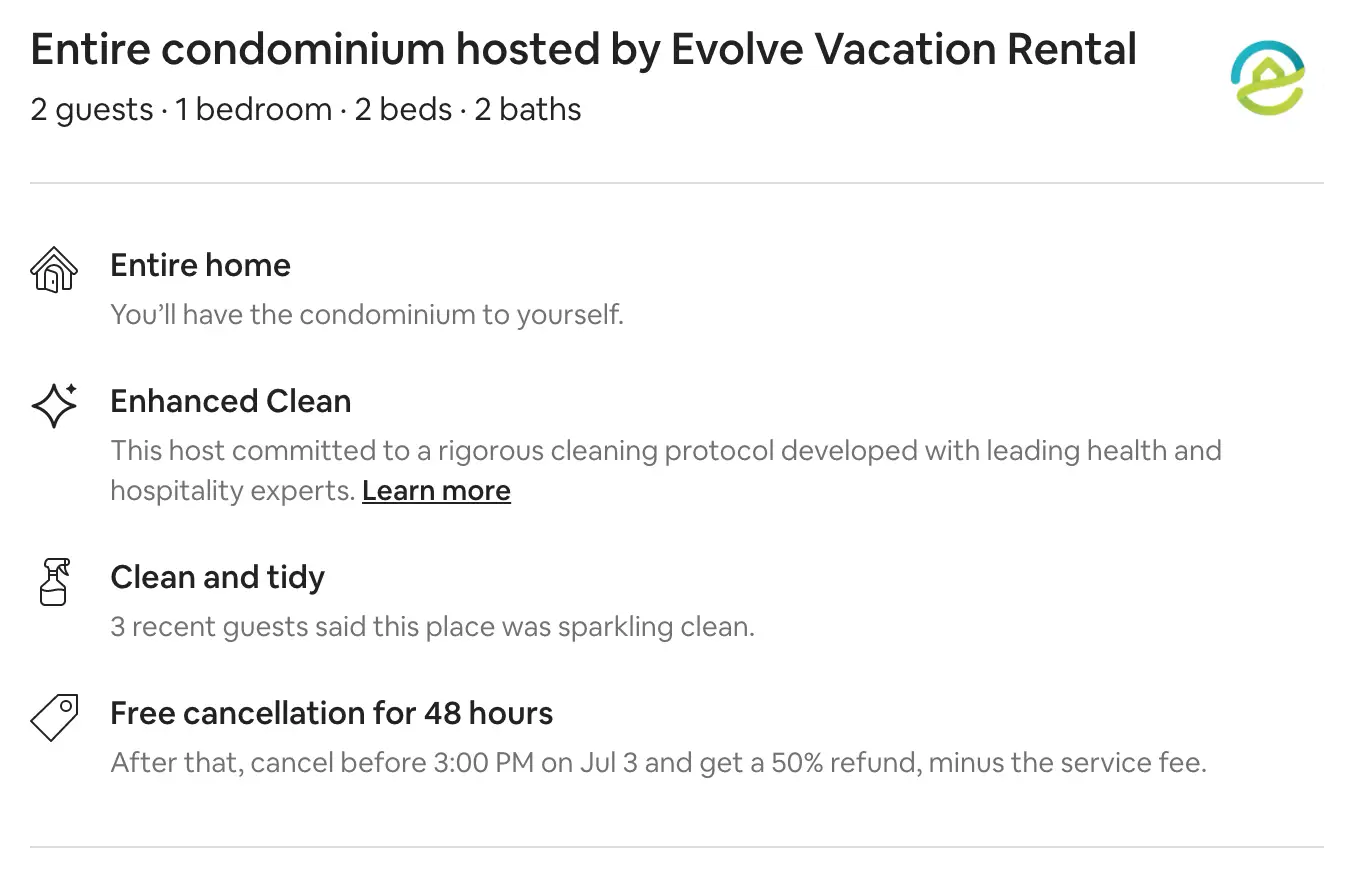 Entire condominium hosted by Evolve Vacation Rental
2 guests · 1 bedroom · 2 beds · 2 baths
Entire home
You’ll have the condominium to yourself.
Enhanced Clean
This host committed to a rigorous cleaning protocol developed with leading health and
hospitality experts. Learn more
Clean and tidy
3 recent guests said this place was sparkling clean.
Free cancellation for 48 hours
After that, cancel before 3:00 PM on Jul 3 and get a 50% refund, minus the service fee.